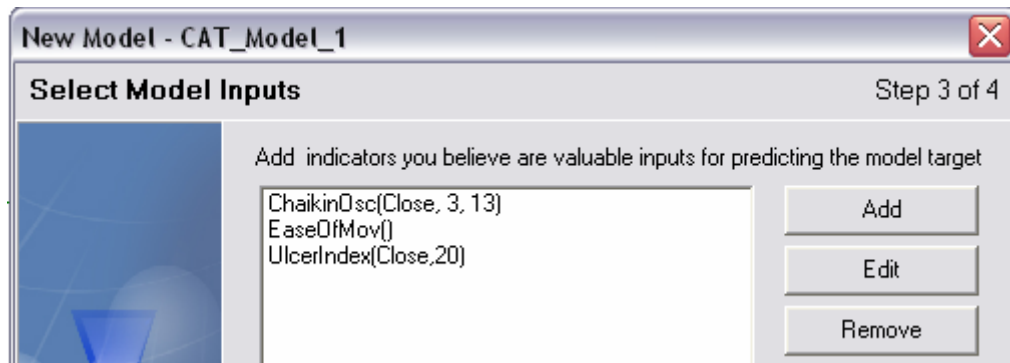 New Model - CAT_Model_1
Select Model Inputs
Step 3 of 4
Add indicators you believe are valuable inputs for predicting the model target
ChaikinOsc(Close, 3, 13)
EaseOfMov()
UlcerIndex(Close,20)
Add
Edit
Remove